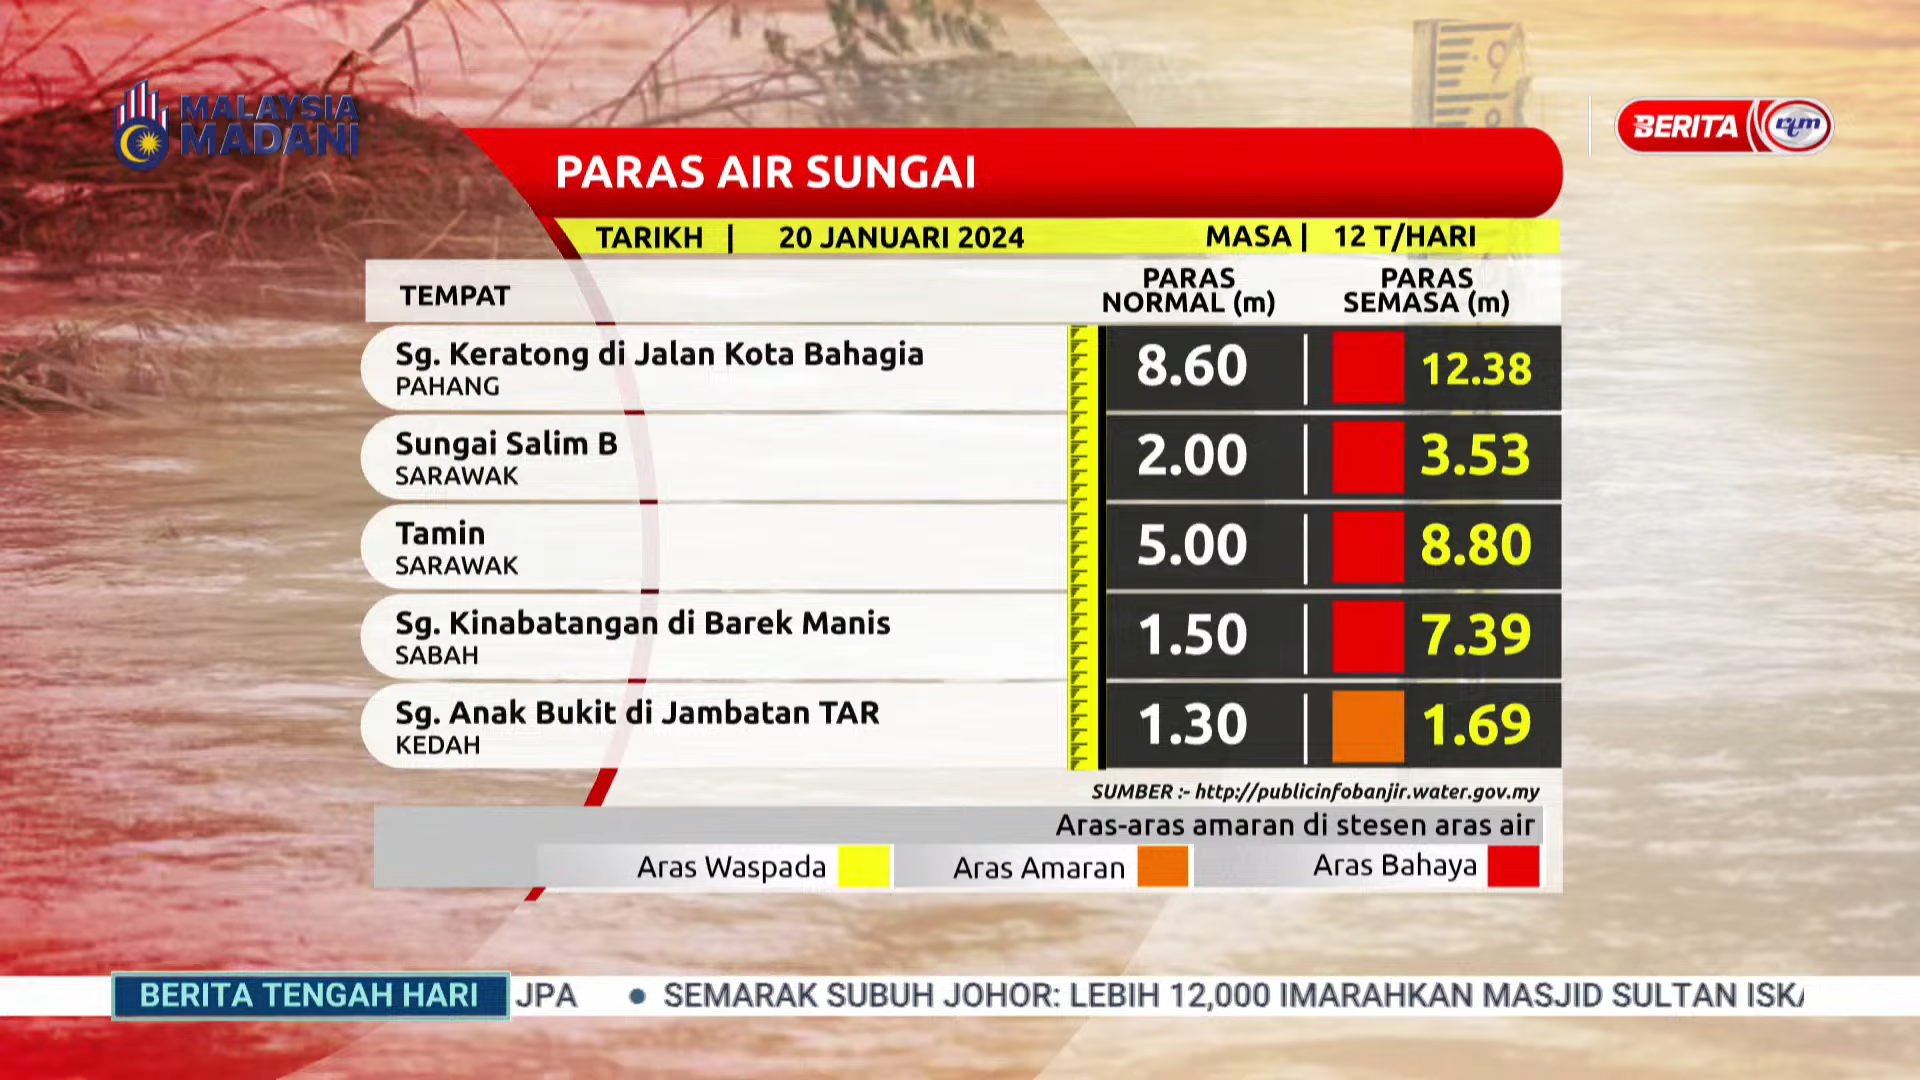 MALAYSIA
MADANI
BERITA rtm
PARAS AIR SUNGAI
TARIKH | 20 JANUARI 2024 MASA | 12 T/HARI
TEMPAT
PARAS
NORMAL (m)
PARAS
SEMASA (m)
Sg. Keratong di Jalan Kota Bahagia
PAHANG
8.60 12.38
Sungai Salim B
SARAWAK
2.00 3.53
Tamin
SARAWAK
5.00 8.80
Sg. Kinabatangan di Barek Manis
SABAH
1.50 7.39
Sg. Anak Bukit di Jambatan TAR
KEDAH
1.30 1.69
SUMBER :- http://publicinfobanjir.water.gov.my
Aras-aras amaran di stesen aras air
Aras Waspada Aras Amaran Aras Bahaya
BERITA TENGAH HARI JPA • SEMARAK SUBUH JOHOR: LEBIH 12,000 IMARAHKAN MASJID SULTAN ISKA